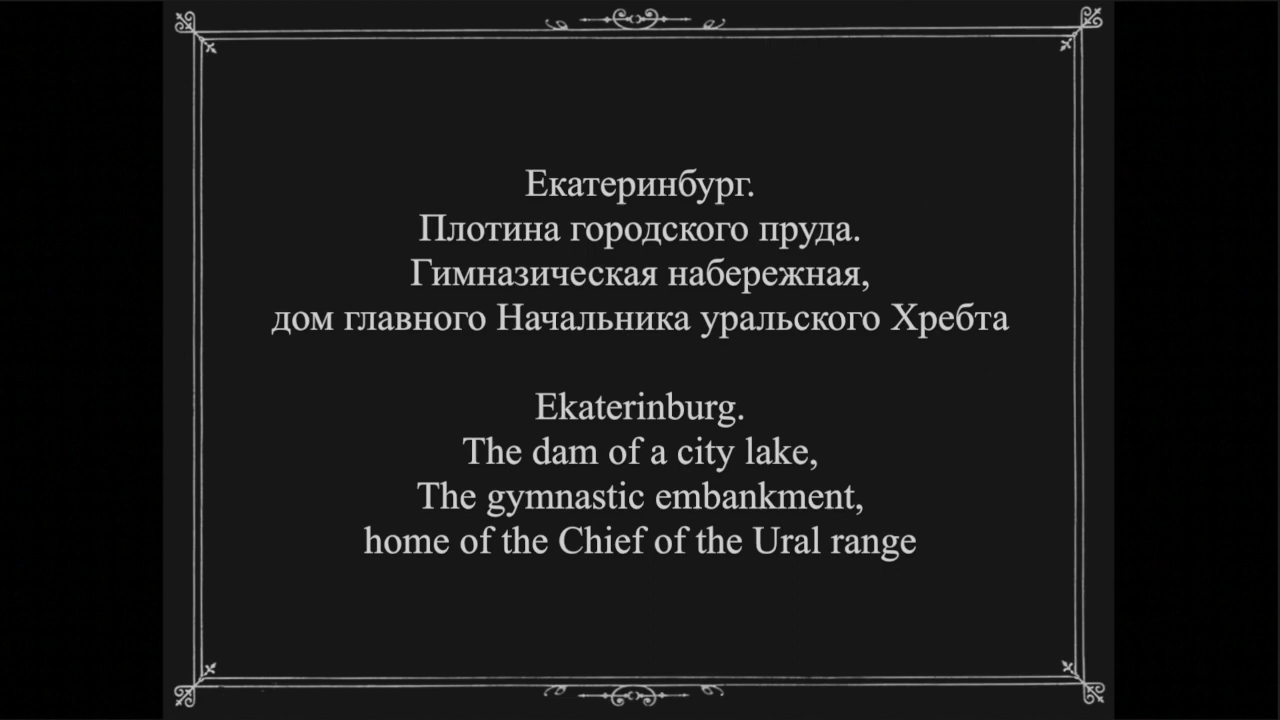 Екатеринбург.
Плотина городского пруда.
Гимназическая набережная,
дом главного Начальника уральского Хребта
Ekaterinburg.
The dam of a city lake,
The gymnastic embankment,
home of the Chief of the Ural range